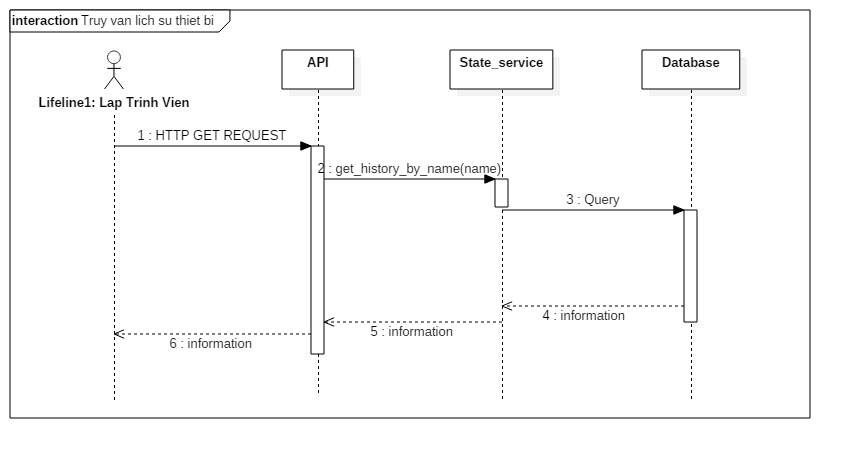 interaction Truy van lich su thiet bi
API
State_service
Database
Lifeline1: Lap Trinh Vien
1 : HTTP GET REQUEST
2 : get_history_by_name(name)
3 : Query
4 : information
5 : information
6 : information